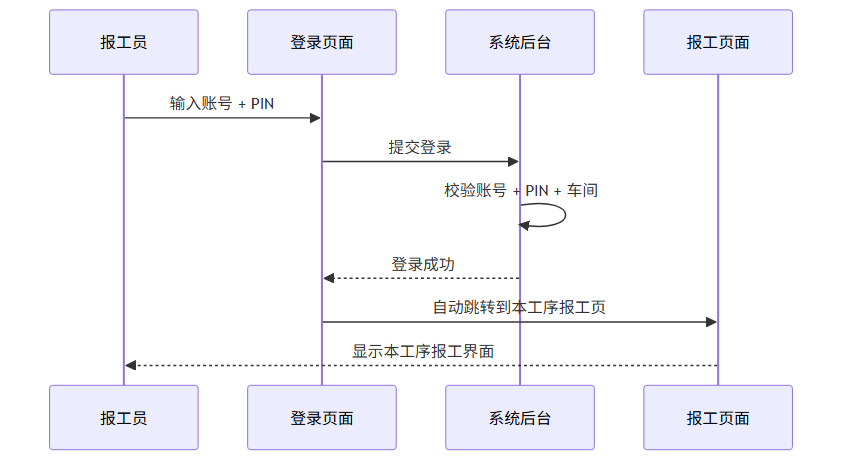 报工员
登录页面
系统后台
报工页面
输入账号 + PIN
提交登录
校验账号 + PIN + 车间
登录成功
自动跳转到本工序报工页
显示本工序报工界面
报工员
登录页面
系统后台
报工页面